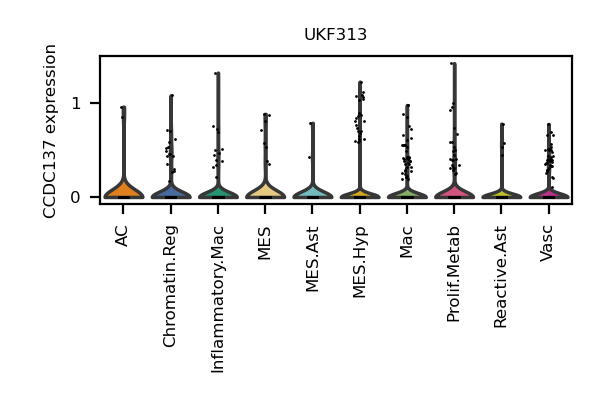 UKF313
CCDC137 expression
1
0
AC
Chromatin.Reg
Inflammatory.Mac
MES
MES.Ast
MES.Hyp
Mac
Prolif.Metab
Reactive.Ast
Vasc